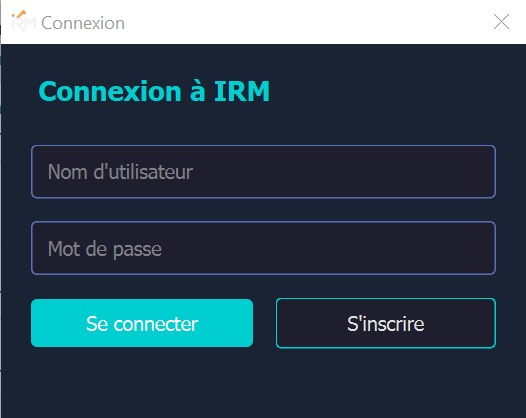 IRM Connexion
Connexion à IRM
Nom d'utilisateur
Mot de passe
Se connecter
S'inscrire